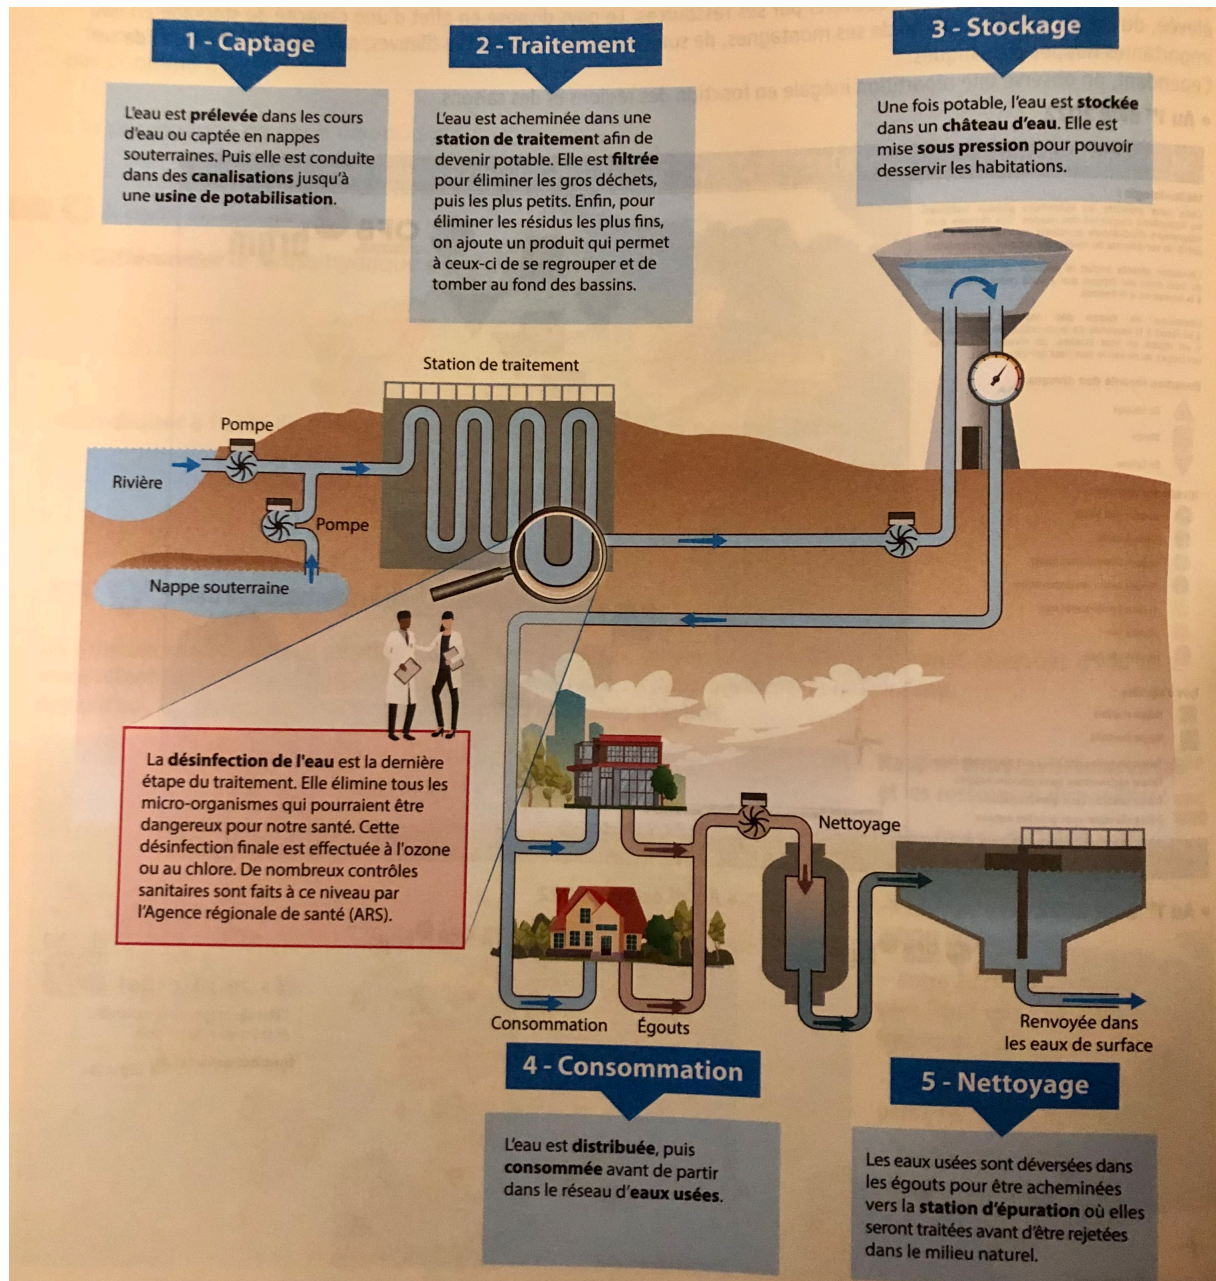 1 - Captage
L'eau est prélevée dans les cours
d'eau ou captée en nappes
souterraines. Puis elle est conduite
dans des canalisations jusqu'à
une usine de potabilisation.
2 - Traitement
L'eau est acheminée dans une
station de traitement afin de
devenir potable. Elle est filtrée
pour éliminer les gros déchets,
puis les plus petits. Enfin, pour
éliminer les résidus les plus fins,
on ajoute un produit qui permet
à ceux-ci de se regrouper et de
tomber au fond des bassins.
3 - Stockage
Une fois potable, l'eau est stockée
dans un château d'eau. Elle est
mise sous pression pour pouvoir
desservir les habitations.
Station de traitement
Pompe
Rivière
Pompe
Nappe souterraine
La désinfection de l'eau est la dernière
étape du traitement. Elle élimine tous les
micro-organismes qui pourraient être
dangereux pour notre santé. Cette
désinfection finale est effectuée à l'ozone
ou au chlore. De nombreux contrôles
sanitaires sont faits à ce niveau par
l'Agence régionale de santé (ARS).
Nettoyage
Consommation
Égouts
Renvoyée dans
les eaux de surface
4 - Consommation
L'eau est distribuée, puis
consommée avant de partir
dans le réseau d'eaux usées.
5 - Nettoyage
Les eaux usées sont déversées dans
les égouts pour être acheminées
vers la station d'épuration où elles
seront traitées avant d'être rejetées
dans le milieu naturel.